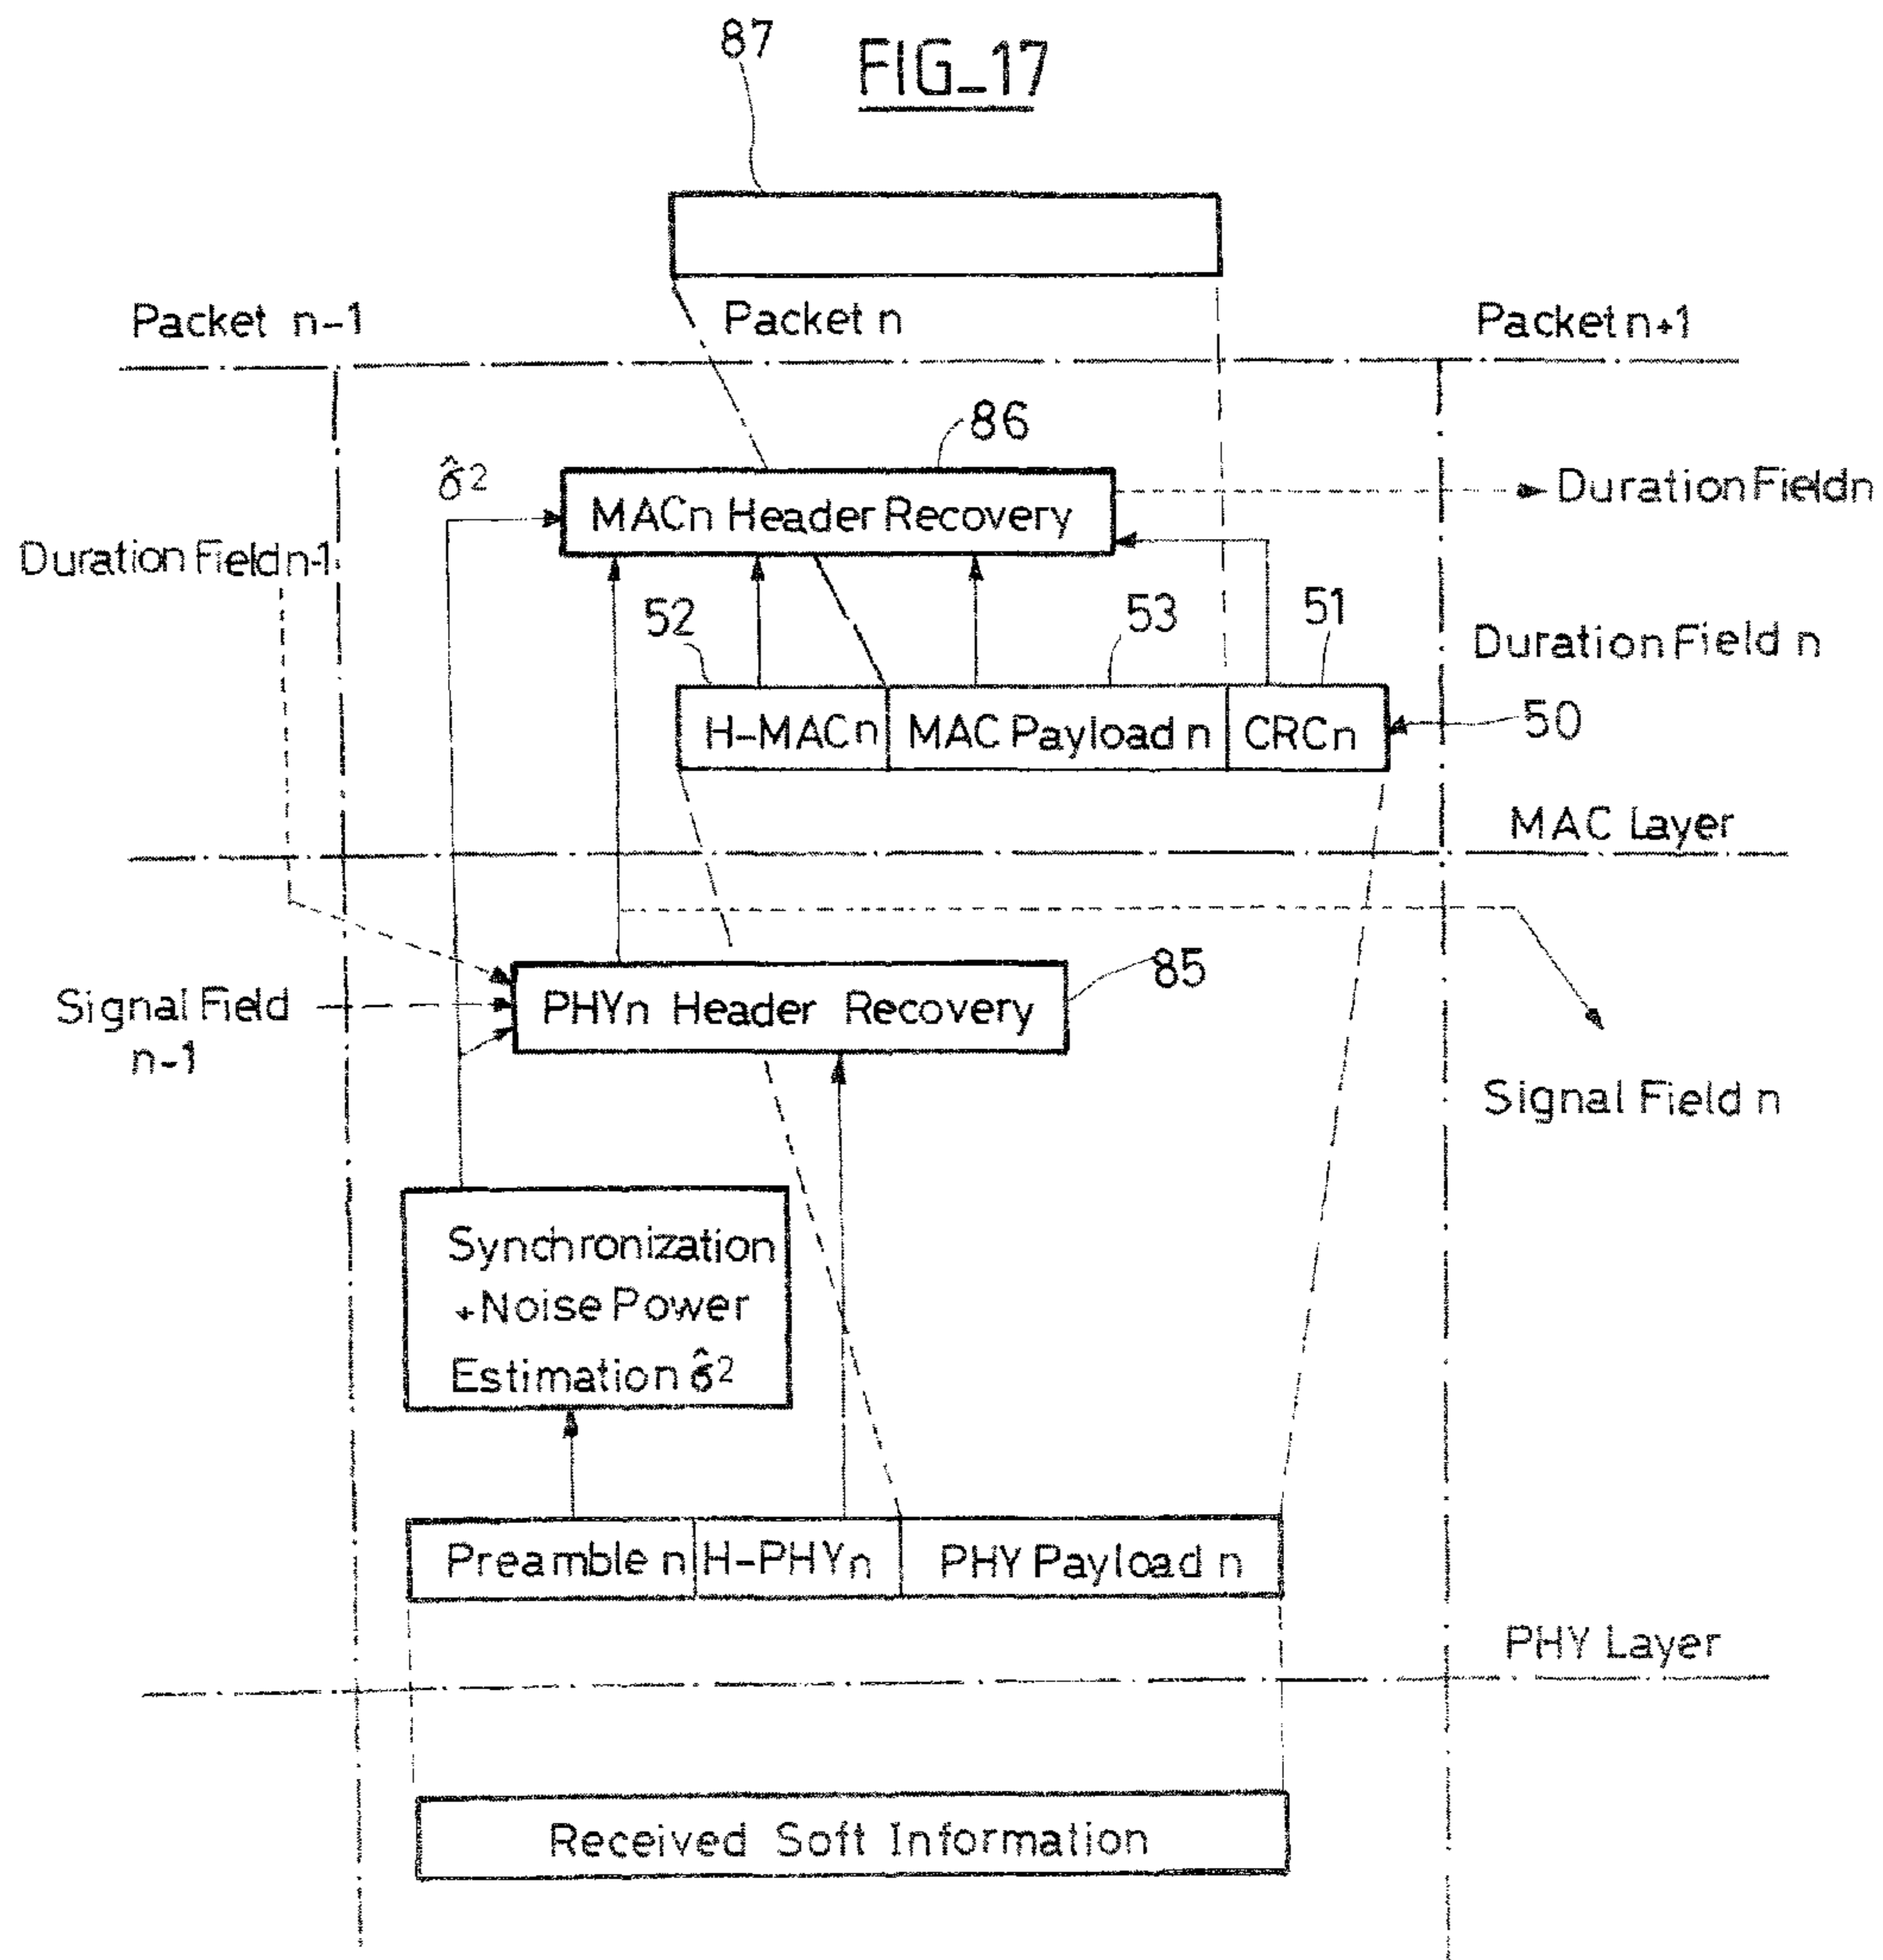 87
FIG_17
Packet n-1
Packet n
Packet n+1
86
σ̂2
MACn Header Recovery
Duration Field n
Duration Field n-1
52
53
51
Duration Field n
H-MACn
MAC Payload n
CRCn
50
MAC Layer
85
Signal Field
n-1
PHYn Header Recovery
Signal Field n
Synchronization
+Noise Power
Estimation σ̂2
Preamble n
H-PHYn
PHY Payload n
PHY Layer
Received Soft Information